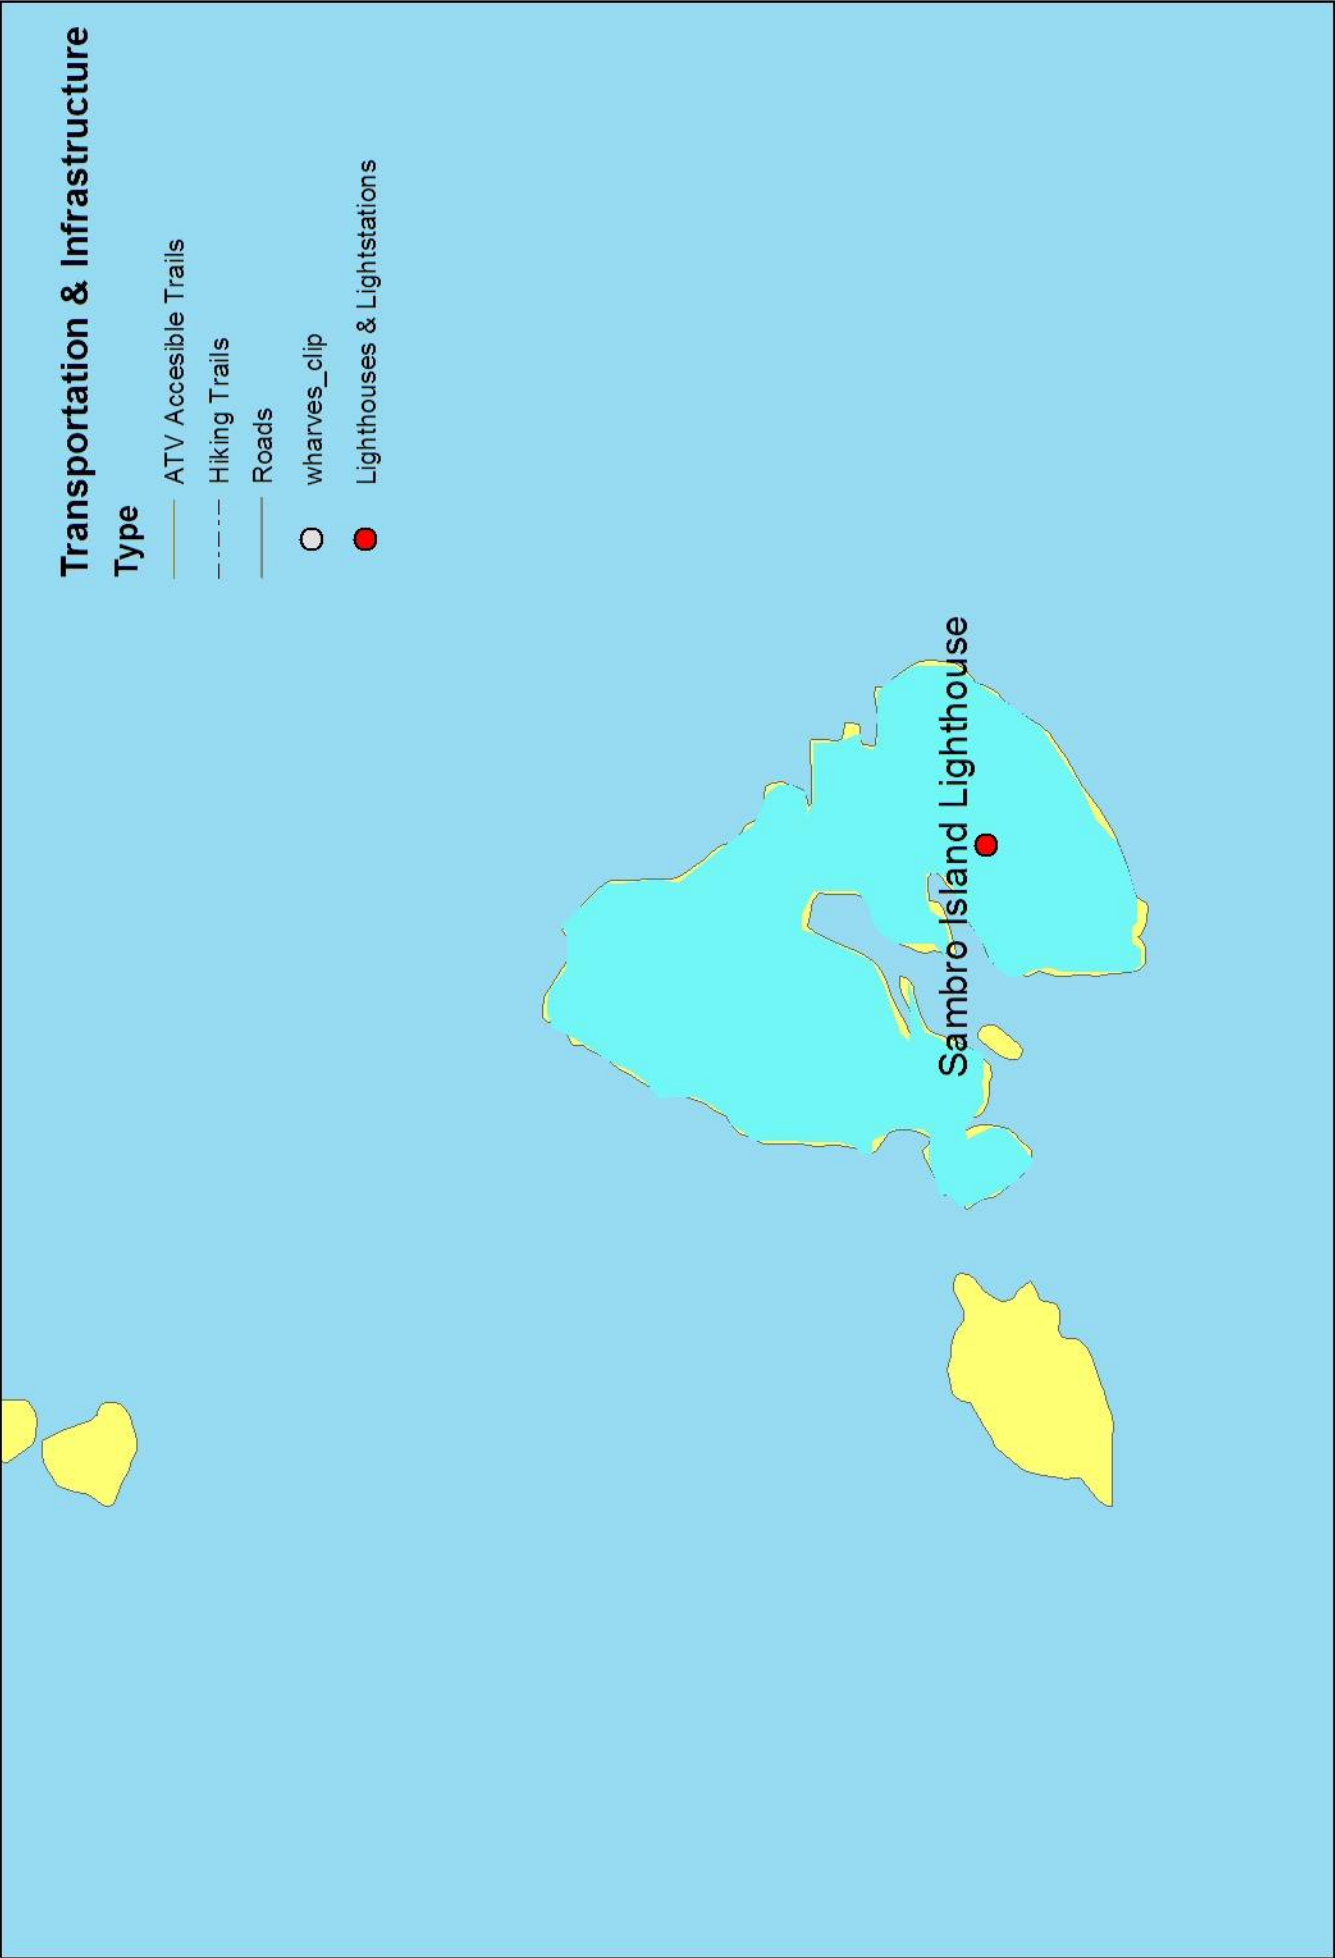 Transportation & Infrastructure
Type
ATV Accesible Trails
Hiking Trails
Roads
wharves_clip
Lighthouses & Lightstations
Sambro Island Lighthouse